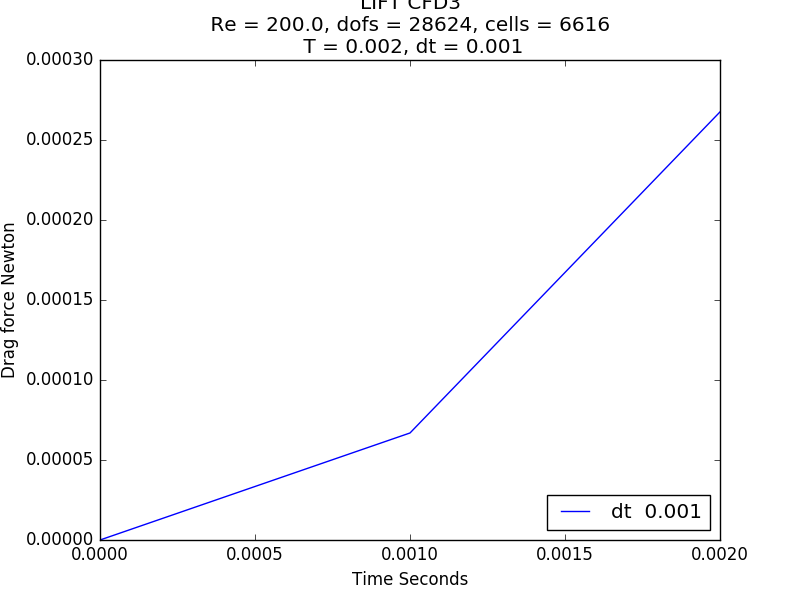 LIFT CFD3
Re = 200.0, dofs = 28624, cells = 6616
T = 0.002, dt = 0.001
0.00030
0.00025
0.00020
0.00015
0.00010
0.00005
0.00000
Drag force Newton
dt 0.001
0.0000 0.0005 0.0010 0.0015 0.0020
Time Seconds